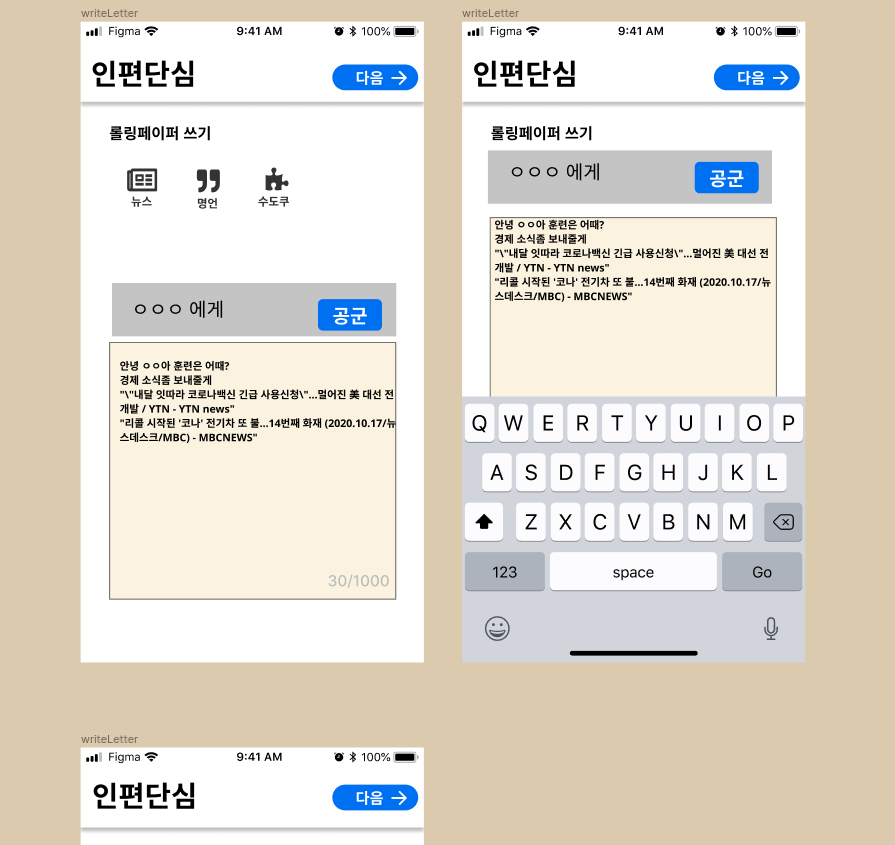 writeLetter
Figma 9:41 AM 100%
인편단심
다음 →
롤링페이퍼 쓰기
뉴스 명언 수도쿠
ㅇㅇㅇ 에게 공군
안녕 ㅇㅇ아 훈련은 어때?
경제 소식좀 보내줄게
"\"내달 잇따라 코로나백신 긴급 사용신청\"...멀어진 美 대선 전
개발 / YTN - YTN news"
"리콜 시작된 '코나' 전기차 또 불...14번째 화재 (2020.10.17/뉴
스데스크/MBC) - MBCNEWS"
30/1000
writeLetter
Figma 9:41 AM 100%
인편단심
다음 →
롤링페이퍼 쓰기
ㅇㅇㅇ 에게 공군
안녕 ㅇㅇ아 훈련은 어때?
경제 소식좀 보내줄게
"\"내달 잇따라 코로나백신 긴급 사용신청\"...멀어진 美 대선 전
개발 / YTN - YTN news"
"리콜 시작된 '코나' 전기차 또 불...14번째 화재 (2020.10.17/뉴
스데스크/MBC) - MBCNEWS"
Q W E R T Y U I O P
A S D F G H J K L
Z X C V B N M
123 space Go
writeLetter
Figma 9:41 AM 100%
인편단심
다음 →